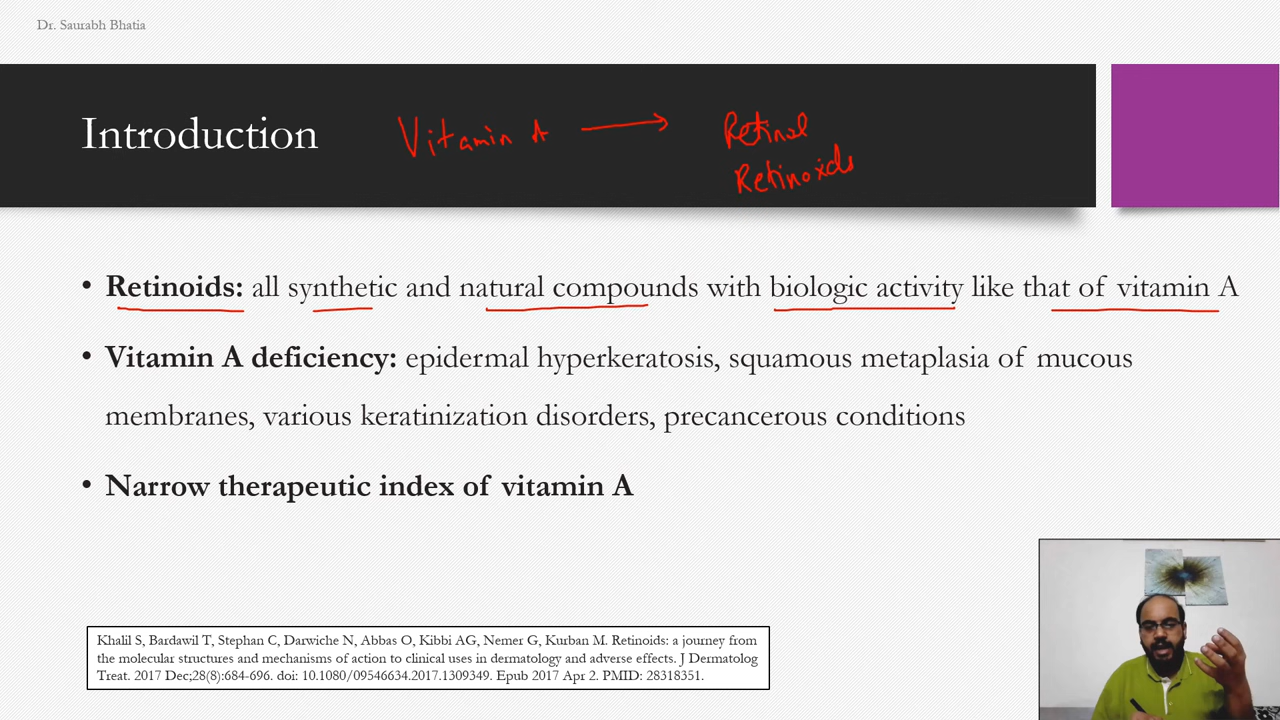 Dr. Saurabh Bhatia
Introduction
Vitamin A → Retinol
Retinoids
• Retinoids: all synthetic and natural compounds with biologic activity like that of vitamin A
• Vitamin A deficiency: epidermal hyperkeratosis, squamous metaplasia of mucous
membranes, various keratinization disorders, precancerous conditions
• Narrow therapeutic index of vitamin A
Khalil S, Bardawil T, Stephan C, Darwiche N, Abbas O, Kibbi AG, Nemer G, Kurban M. Retinoids: a journey from
the molecular structures and mechanisms of action to clinical uses in dermatology and adverse effects. J Dermatolog
Treat. 2017 Dec;28(8):684-696. doi: 10.1080/09546634.2017.1309349. Epub 2017 Apr 2. PMID: 28318351.